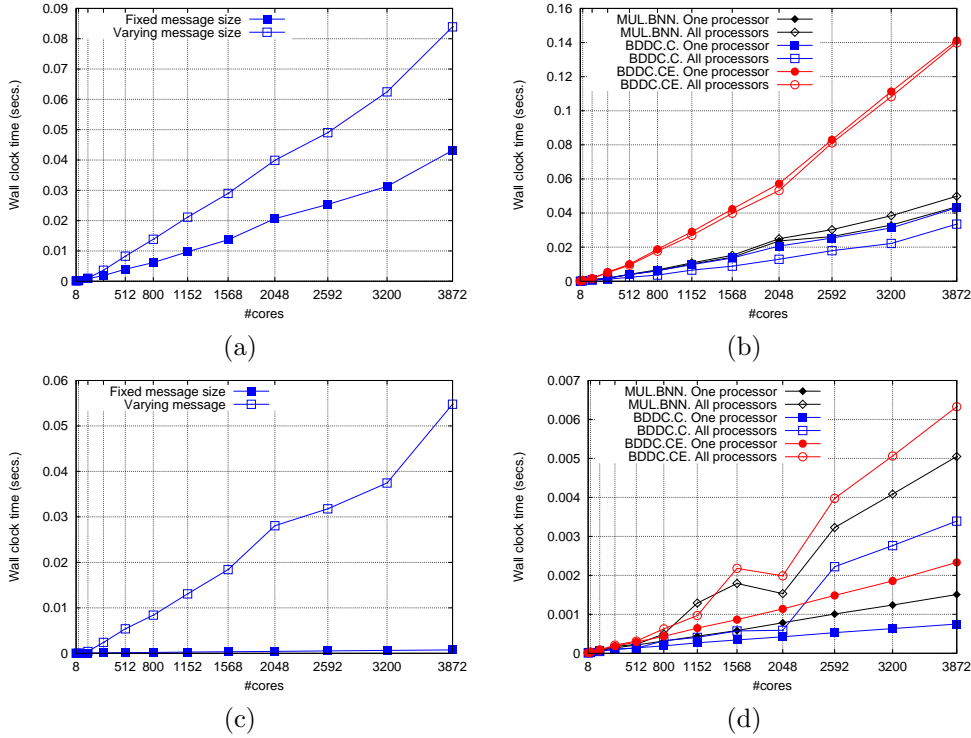 Fixed message size
Varying message size
Wall clock time (secs.)
0.09
0.08
0.07
0.06
0.05
0.04
0.03
0.02
0.01
0
8 512 800 1152 1568 2048 2592 3200 3872
#cores
(a)
MUL.BNN. One processor
MUL.BNN. All processors
BDDC.C. One processor
BDDC.C. All processors
BDDC.CE. One processor
BDDC.CE. All processors
Wall clock time (secs.)
0.16
0.14
0.12
0.1
0.08
0.06
0.04
0.02
0
8 512 800 1152 1568 2048 2592 3200 3872
#cores
(b)
Fixed message size
Varying message
Wall clock time (secs.)
0.06
0.05
0.04
0.03
0.02
0.01
0
8 512 800 1152 1568 2048 2592 3200 3872
#cores
(c)
MUL.BNN. One processor
MUL.BNN. All processors
BDDC.C. One processor
BDDC.C. All processors
BDDC.CE. One processor
BDDC.CE. All processors
Wall clock time (secs.)
0.007
0.006
0.005
0.004
0.003
0.002
0.001
0
8 512 800 1152 1568 2048 2592 3200 3872
#cores
(d)